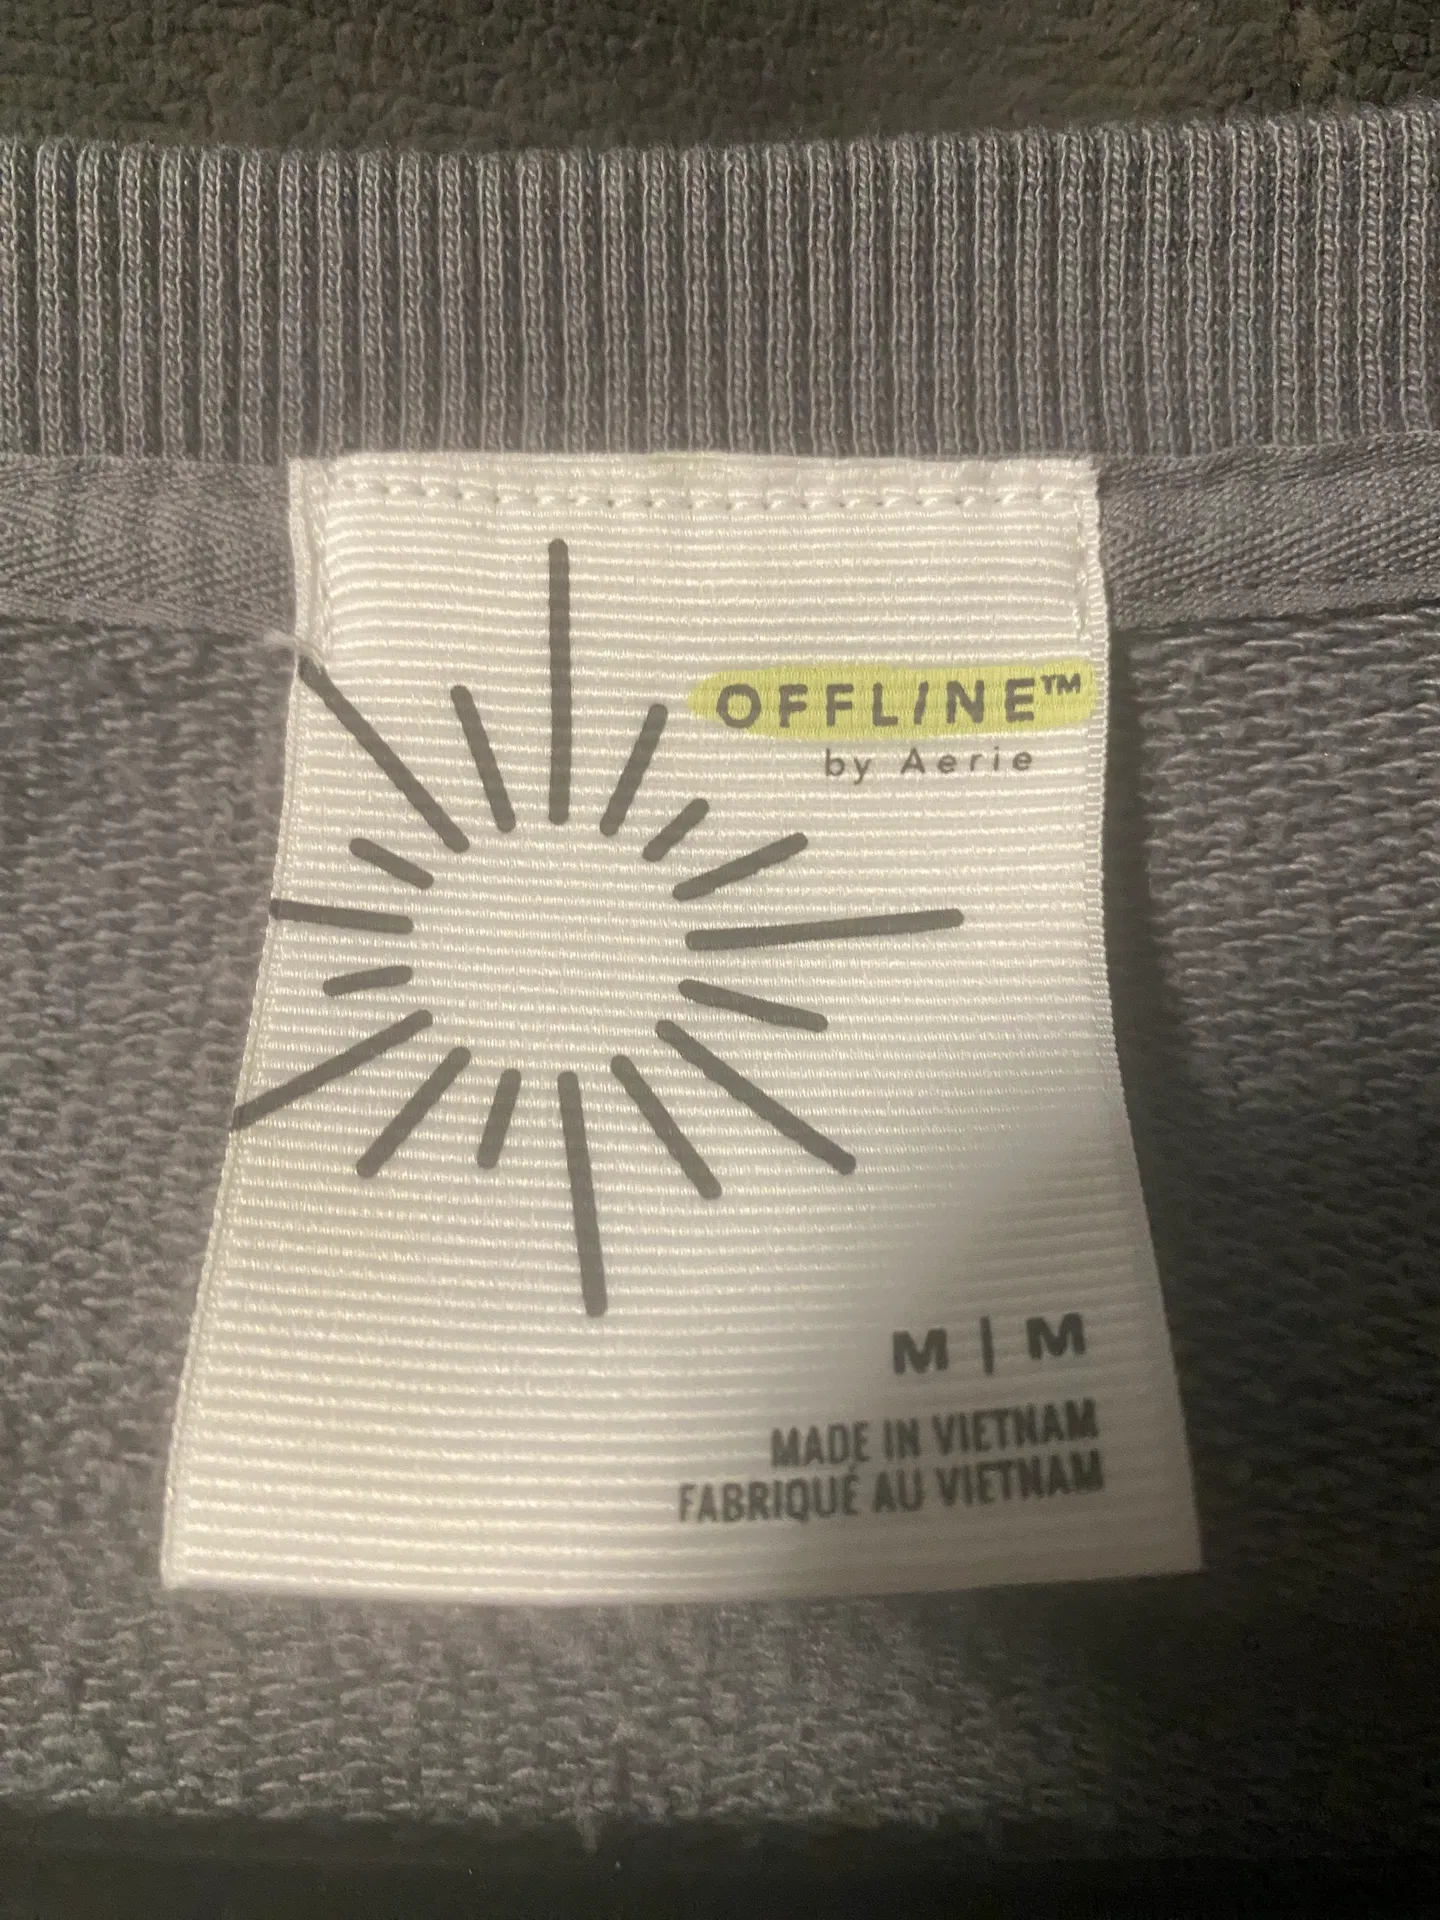 OFFLINE™
by Aerie
M | M
MADE IN VIETNAM
FABRIQUÉ AU VIETNAM